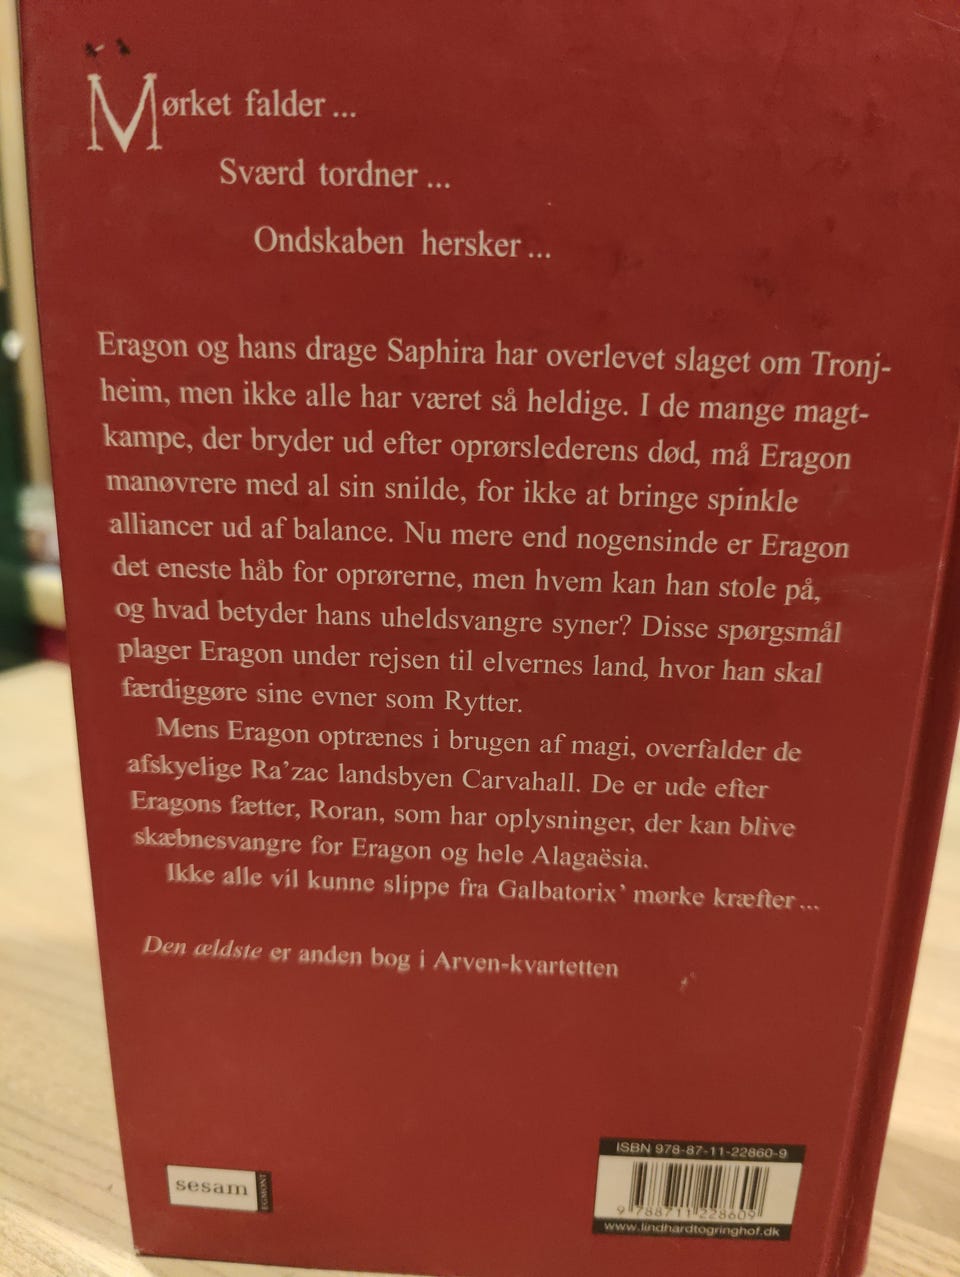 Mørket falder ...
Sværd tordner ...
Ondskaben hersker ...
Eragon og hans drage Saphira har overlevet slaget om Tronj-
heim, men ikke alle har været så heldige. I de mange magt-
kampe, der bryder ud efter oprørslederens død, må Eragon
manøvrere med al sin snilde, for ikke at bringe spinkle
alliancer ud af balance. Nu mere end nogensinde er Eragon
det eneste håb for oprørerne, men hvem kan han stole på,
og hvad betyder hans uheldsvangre syner? Disse spørgsmål
plager Eragon under rejsen til elvernes land, hvor han skal
færdiggøre sine evner som Rytter.
Mens Eragon optrænes i brugen af magi, overfalder de
afskyelige Ra’zac landsbyen Carvahall. De er ude efter
Eragons fætter, Roran, som har oplysninger, der kan blive
skæbnesvangre for Eragon og hele Alagaësia.
Ikke alle vil kunne slippe fra Galbatorix’ mørke kræfter ...
Den ældste er anden bog i Arven-kvartetten
sesam
EGMONT
ISBN 978-87-11-22860-9
9 788711 228609
www.lindhardtogringhof.dk